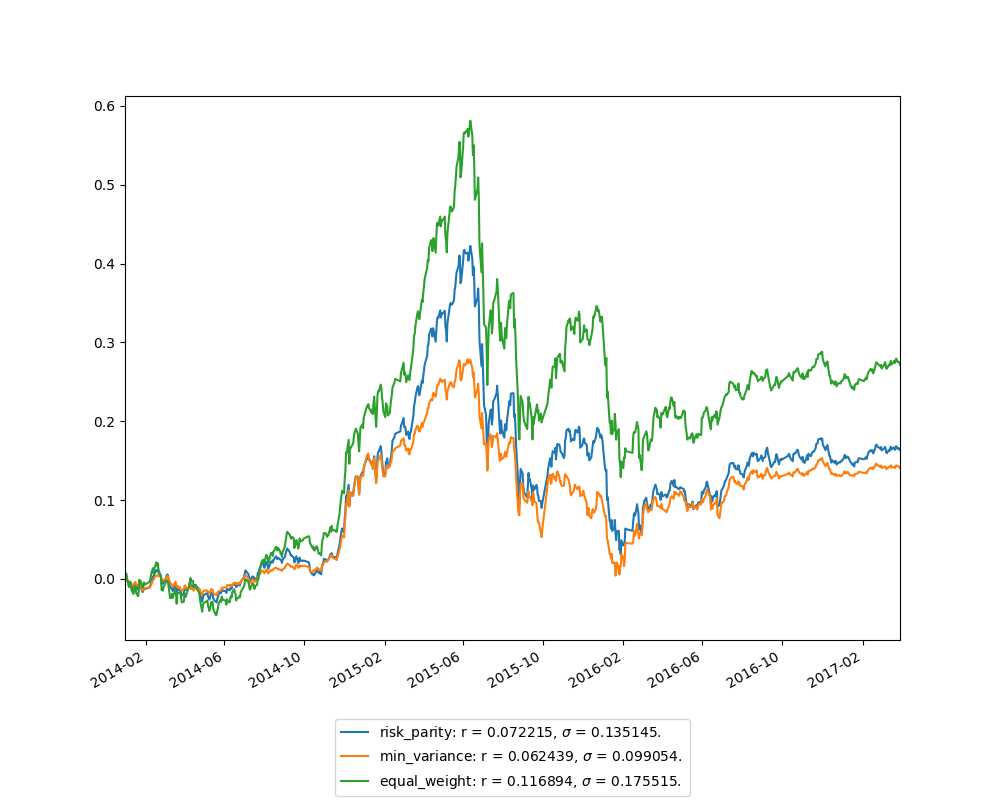 0.6
0.5
0.4
0.3
0.2
0.1
0.0
2014-02 2014-06 2014-10 2015-02 2015-06 2015-10 2016-02 2016-06 2016-10 2017-02
risk_parity: r = 0.072215, σ = 0.135145.
min_variance: r = 0.062439, σ = 0.099054.
equal_weight: r = 0.116894, σ = 0.175515.